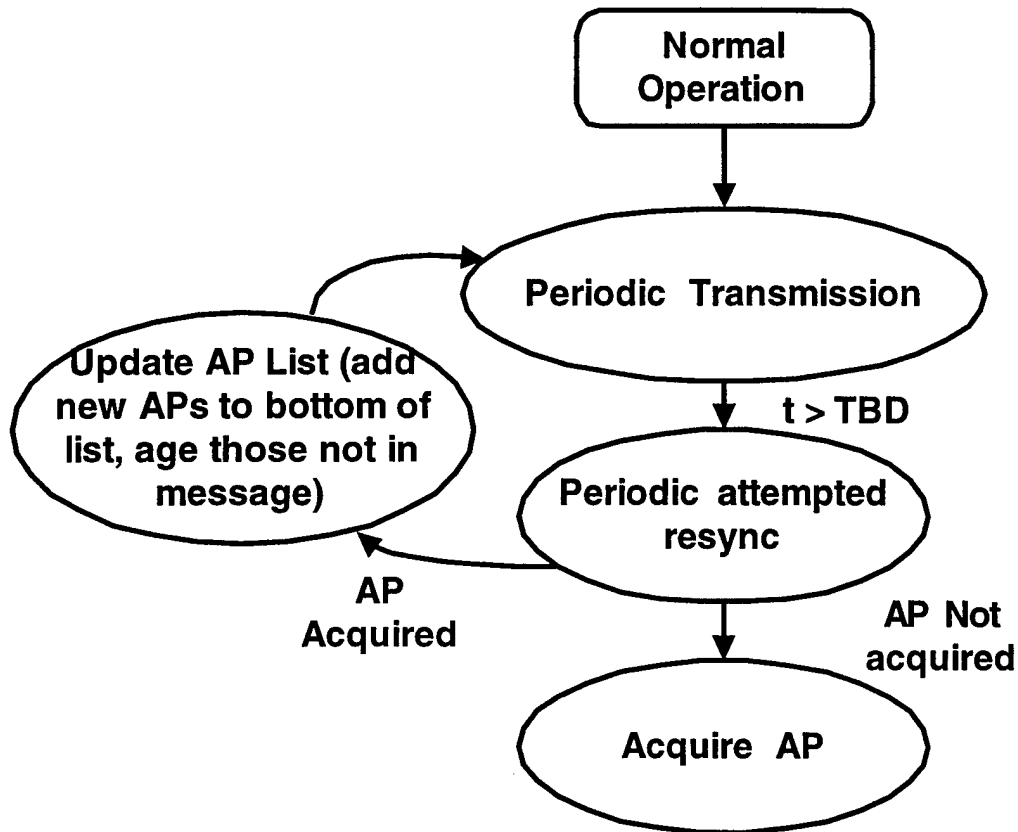 Normal
Operation
Periodic Transmission
Update AP List (add
new APs to bottom of
list, age those not in
message)
t > TBD
Periodic attempted
resync
AP
Acquired
AP Not
acquired
Acquire AP